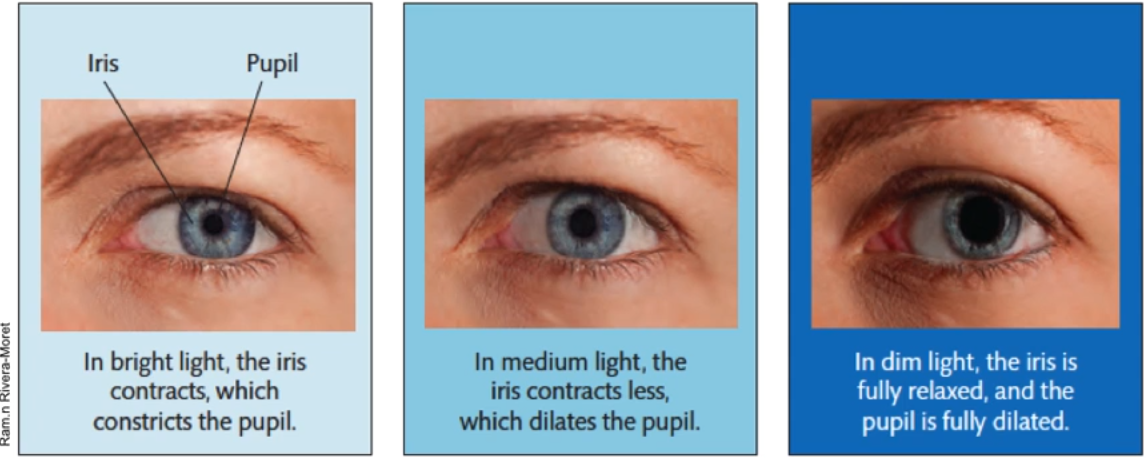 Iris
Pupil
In bright light, the iris
contracts, which
constricts the pupil.
In medium light, the
iris contracts less,
which dilates the pupil.
In dim light, the iris is
fully relaxed, and the
pupil is fully dilated.
Ram.n Rivera-Moret